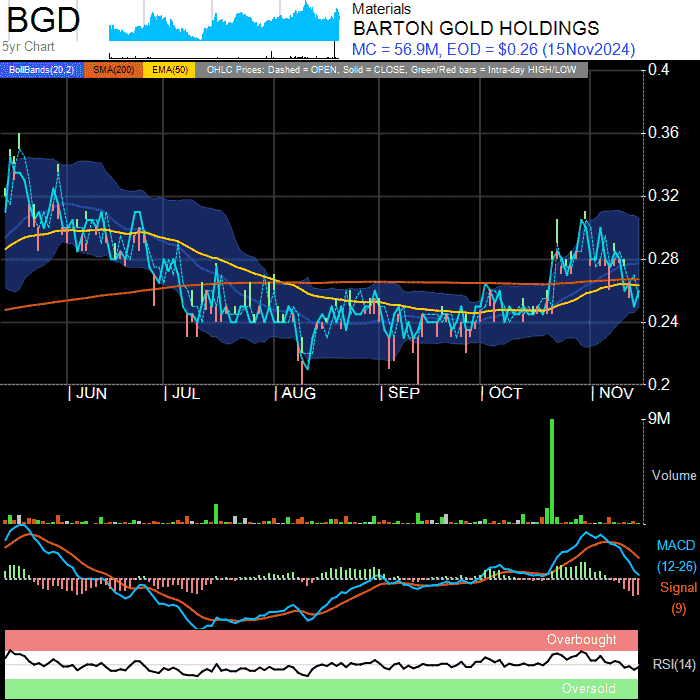 BGD
5yr Chart
Materials
BARTON GOLD HOLDINGS
MC = 56.9M, EOD = $0.26 (15Nov2024)
BollBands(20,2) SMA(200) EMA(50) OHLC Prices: Dashed = OPEN, Solid = CLOSE, Green/Red bars = Intra-day HIGH/LOW
0.4
0.36
0.32
0.28
0.24
0.2
JUN JUL AUG SEP OCT NOV
9M
Volume
MACD
(12-26)
Signal
(9)
Overbought
RSI(14)
Oversold